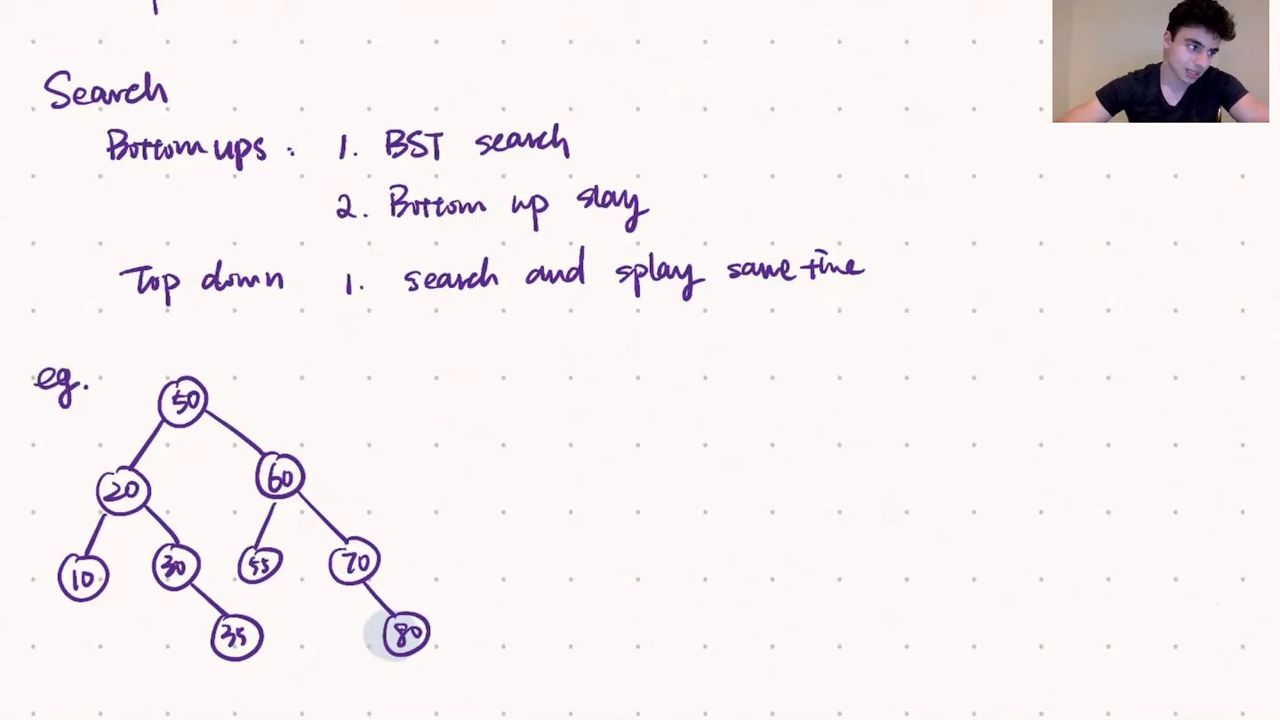 Search
Bottom ups : 1. BST search
2. Bottom up slay
Top down 1. search and splay same time
eg.
50
20 60
10 30 55 70
35 80